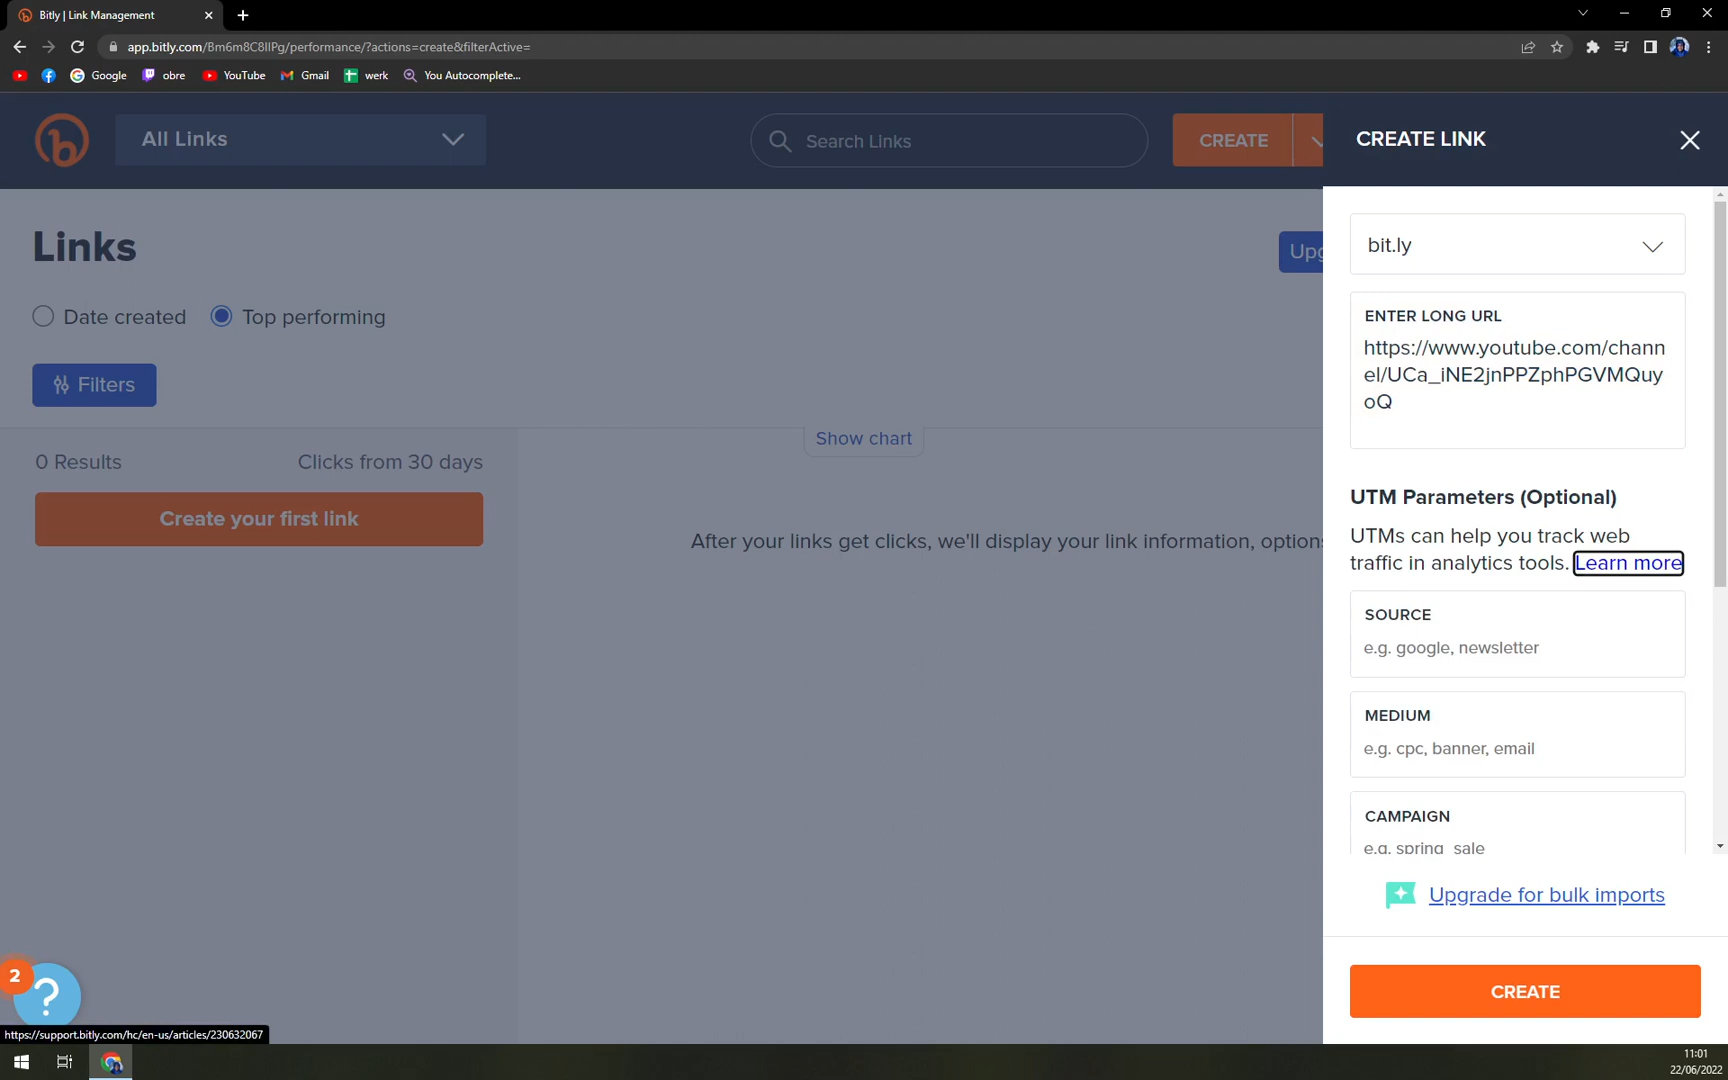 Bitly | Link Management
app.bitly.com/Bm6m8C8IIPg/performance/?actions=create&filterActive=
Google
obre
YouTube
Gmail
werk
You Autocomplete...
b
All Links
Search Links
CREATE
CREATE LINK
Links
Upg
Date created
Top performing
Filters
0 Results
Clicks from 30 days
Create your first link
Show chart
After your links get clicks, we'll display your link information, options
bit.ly
ENTER LONG URL
https://www.youtube.com/chann
el/UCa_iNE2jnPPZphPGVMQuy
oQ
UTM Parameters (Optional)
UTMs can help you track web
traffic in analytics tools. Learn more
SOURCE
e.g. google, newsletter
MEDIUM
e.g. cpc, banner, email
CAMPAIGN
e.g. spring_sale
Upgrade for bulk imports
CREATE
2
?
https://support.bitly.com/hc/en-us/articles/230632067
11:01
22/06/2022